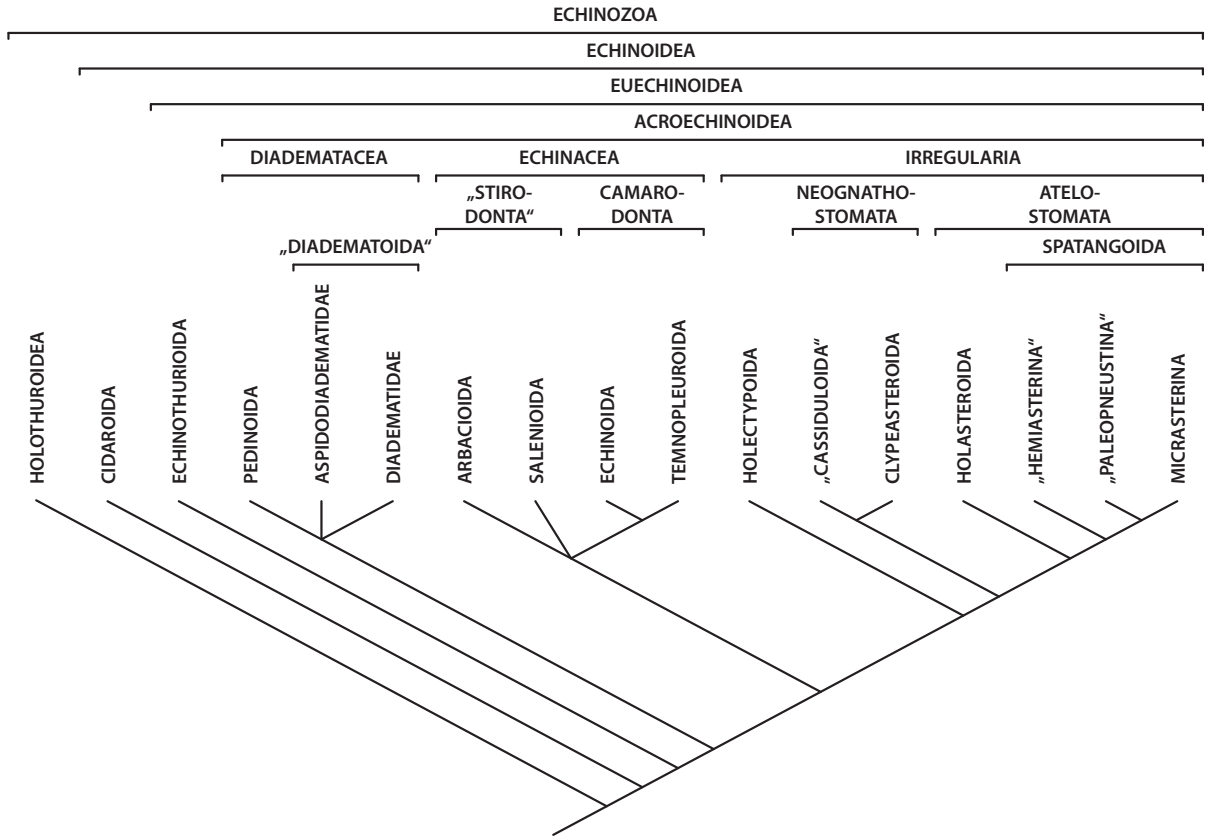 ECHINOZOA
ECHINOIDEA
EUECHINOIDEA
ACROECHINOIDEA
DIADEMATACEA
ECHINACEA
IRREGULARIA
„STIRO-
DONTA“
CAMARO-
DONTA
NEOGNATHO-
STOMATA
ATELO-
STOMATA
„DIADEMATOIDA“
SPATANGOIDA
HOLOTHUROIDEA
CIDAROIDA
ECHINOTHURIOIDA
PEDINOIDA
ASPIDODIADEMATIDAE
DIADEMATIDAE
ARBACIOIDA
SALENIOIDA
ECHINOIDA
TEMNOPLEUROIDA
HOLECTYPOIDA
„CASSIDULOIDA“
CLYPEASTEROIDA
HOLASTEROIDA
„HEMIASTERINA“
„PALEOPNEUSTINA“
MICRASTERINA